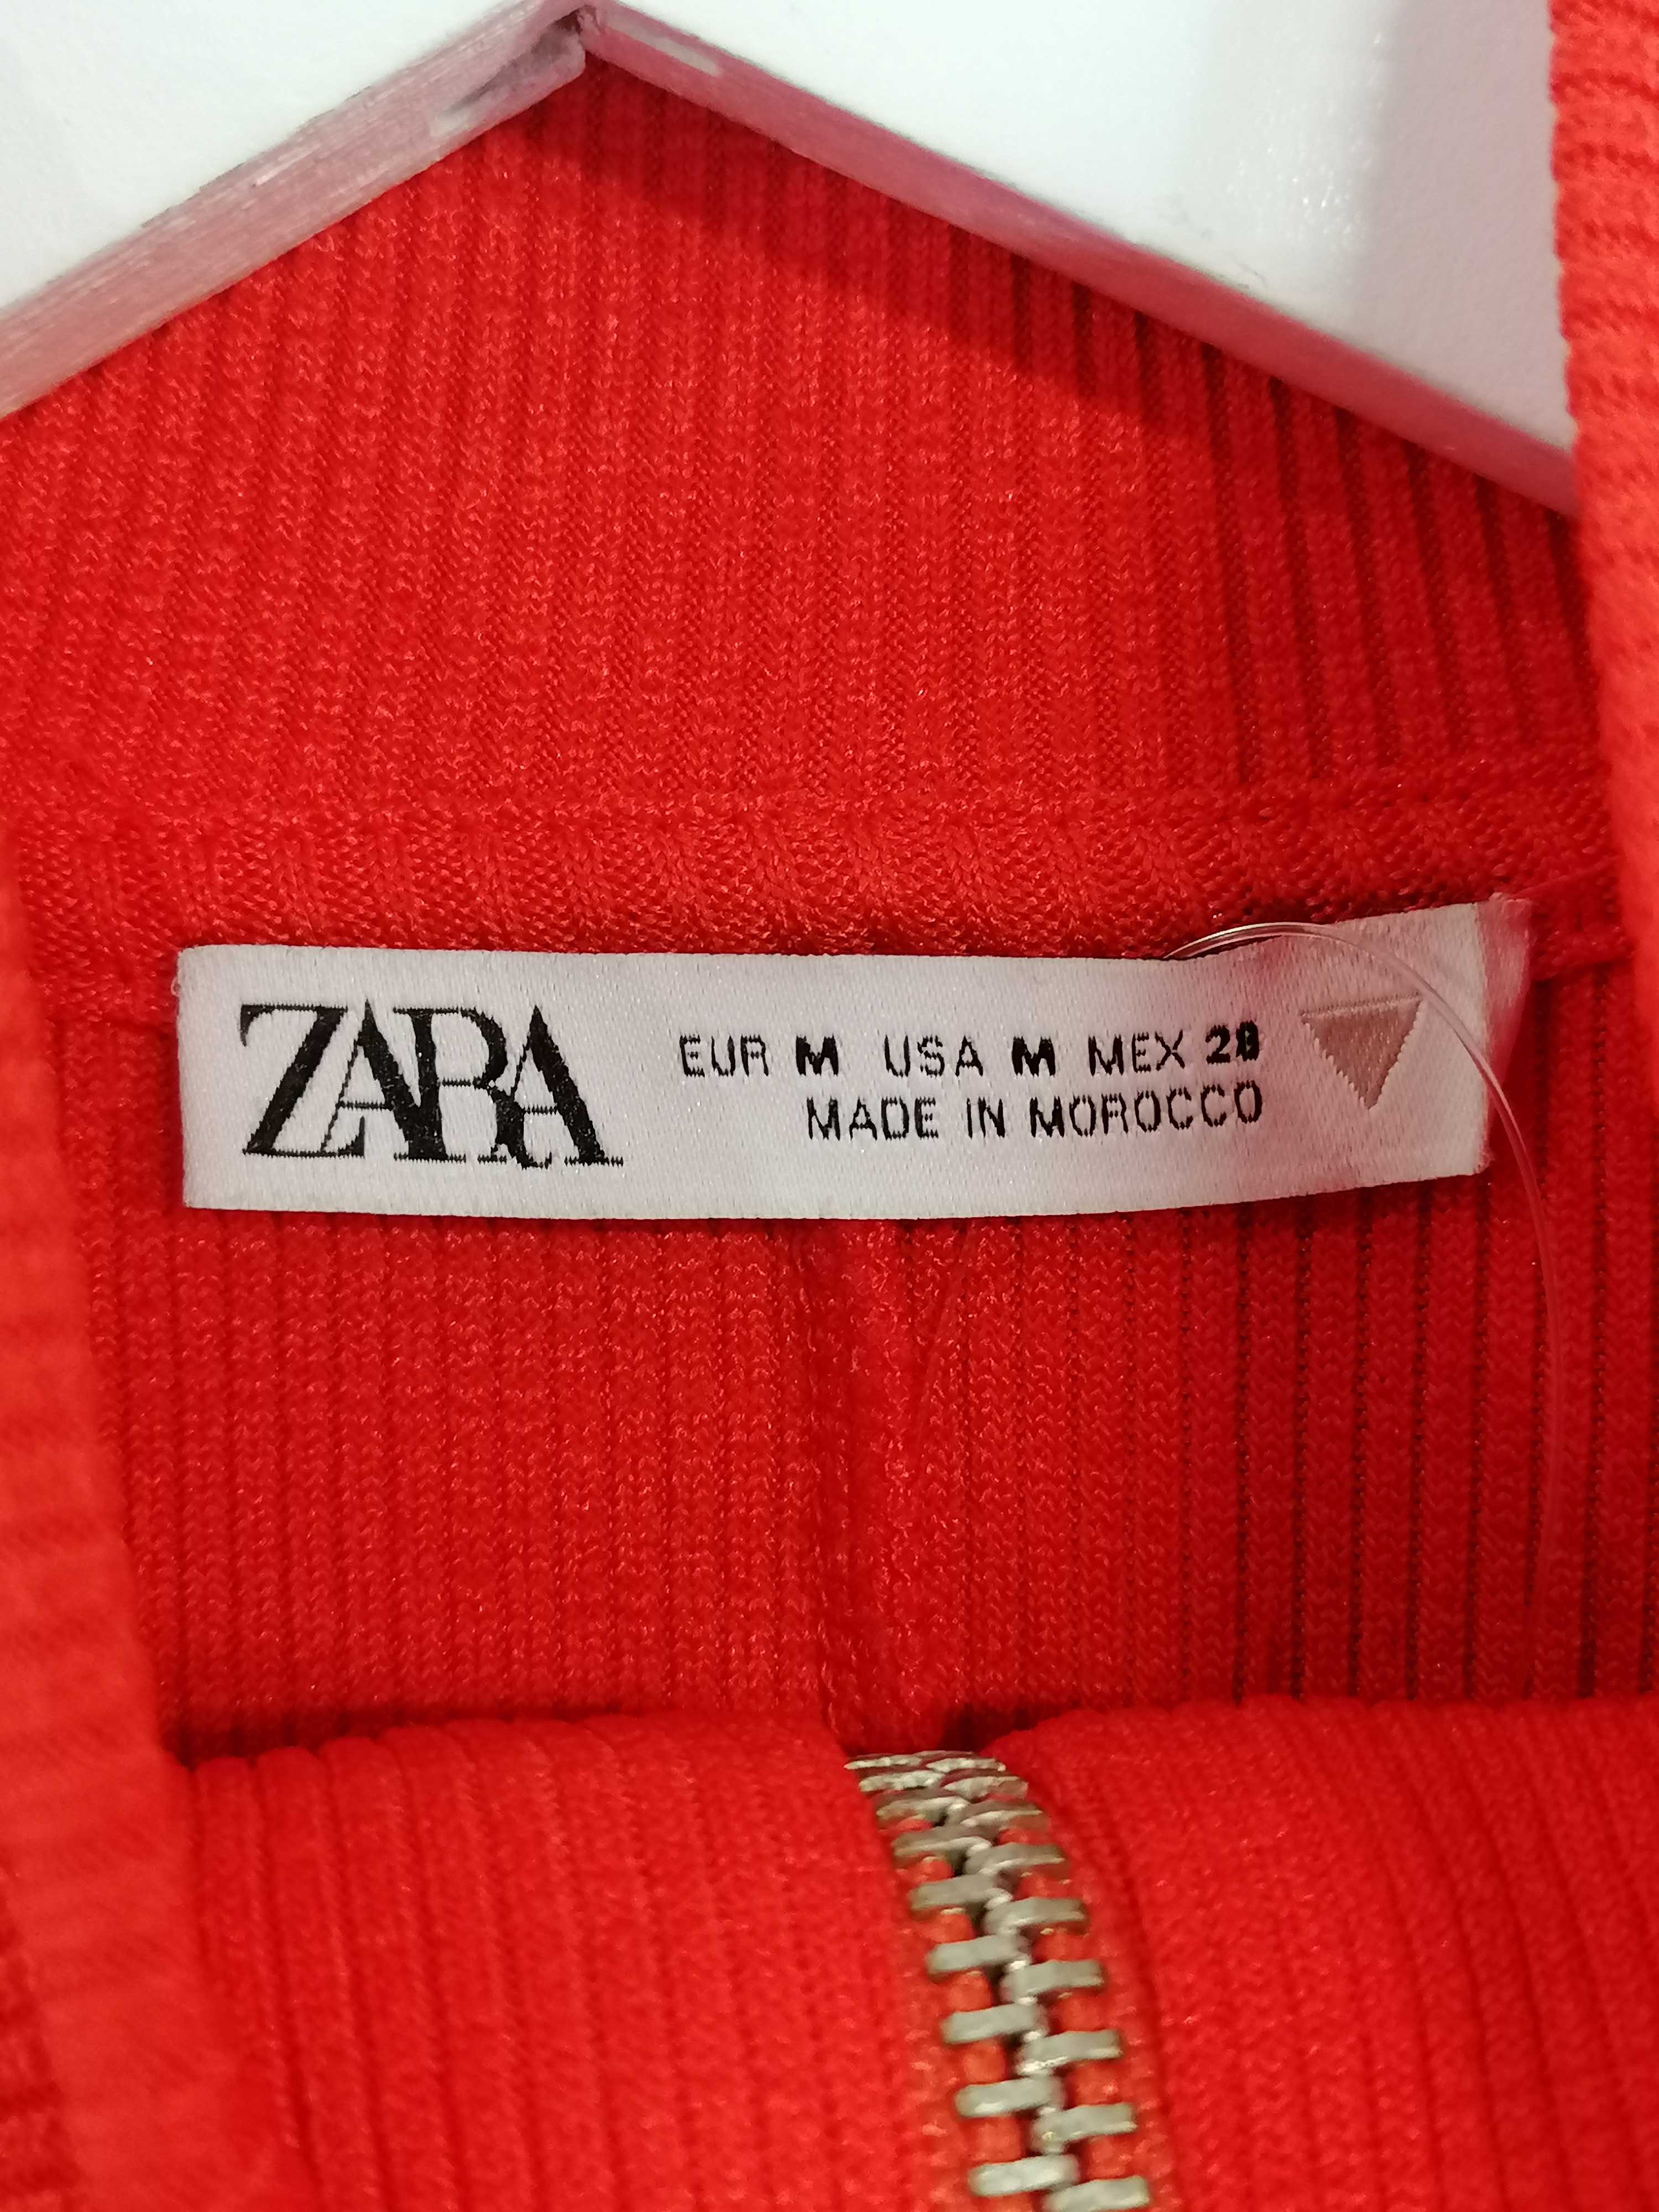 ZARA
EUR M USA M MEX 28
MADE IN MOROCCO